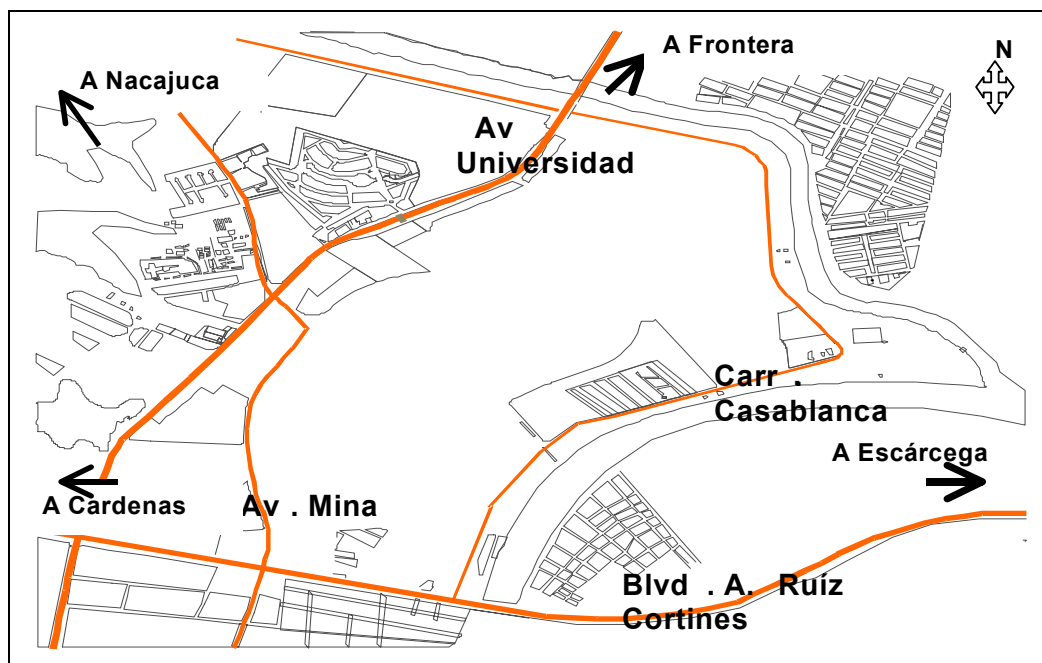 A Frontera
N
A Nacajuca
Av
Universidad
Carr .
Casablanca
A Escárcega
A Cardenas
Av . Mina
Blvd . A. Ruíz
Cortines